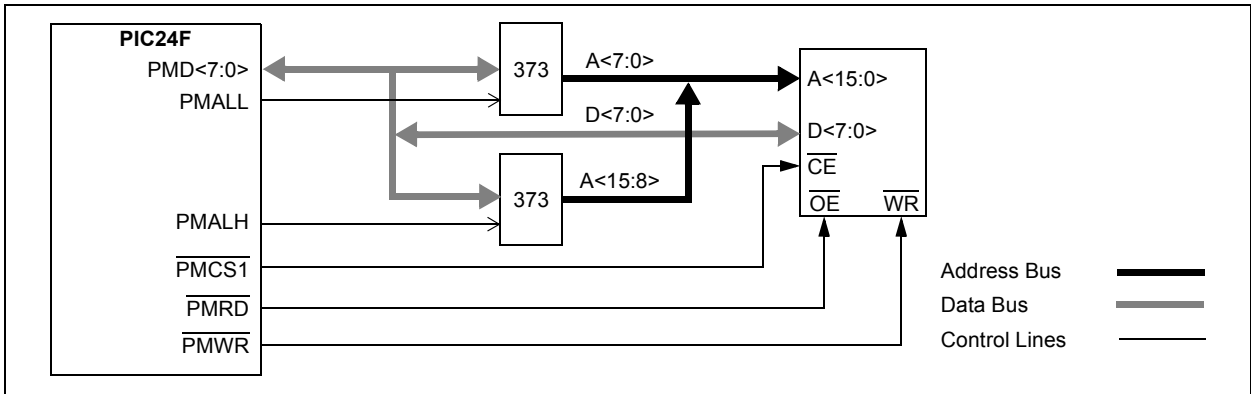 PIC24F
PMD<7:0>
PMALL
PMALH
PMCS1
PMRD
PMWR
373
A<7:0>
D<7:0>
373
A<15:8>
A<15:0>
D<7:0>
CE
OE WR
Address Bus
Data Bus
Control Lines